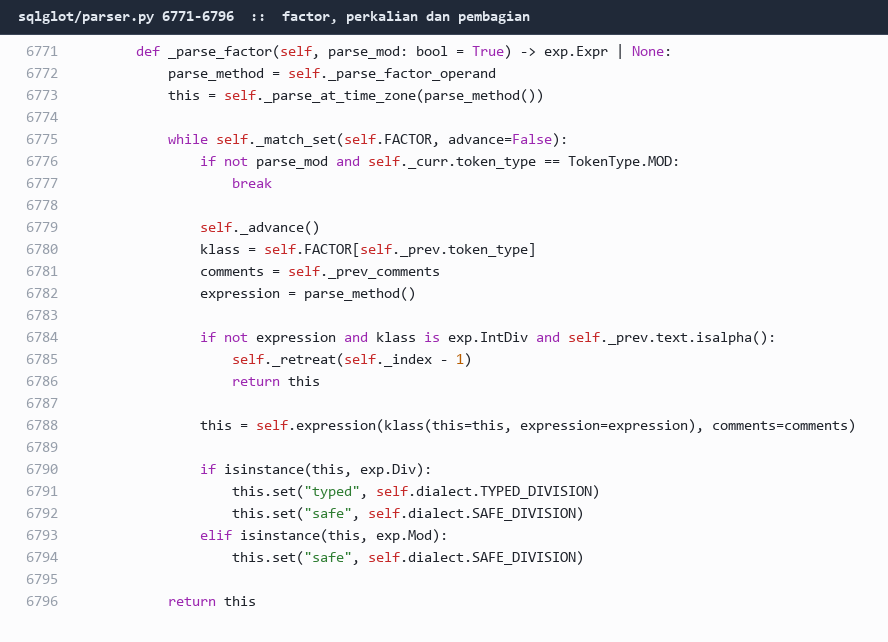 sqlglot/parser.py 6771-6796  ::  factor, perkalian dan pembagian
6771        def _parse_factor(self, parse_mod: bool = True) -> exp.Expr | None:
6772            parse_method = self._parse_factor_operand
6773            this = self._parse_at_time_zone(parse_method())
6774
6775            while self._match_set(self.FACTOR, advance=False):
6776                if not parse_mod and self._curr.token_type == TokenType.MOD:
6777                    break
6778
6779                self._advance()
6780                klass = self.FACTOR[self._prev.token_type]
6781                comments = self._prev_comments
6782                expression = parse_method()
6783
6784                if not expression and klass is exp.IntDiv and self._prev.text.isalpha():
6785                    self._retreat(self._index - 1)
6786                    return this
6787
6788                this = self.expression(klass(this=this, expression=expression), comments=comments)
6789
6790                if isinstance(this, exp.Div):
6791                    this.set("typed", self.dialect.TYPED_DIVISION)
6792                    this.set("safe", self.dialect.SAFE_DIVISION)
6793                elif isinstance(this, exp.Mod):
6794                    this.set("safe", self.dialect.SAFE_DIVISION)
6795
6796            return this